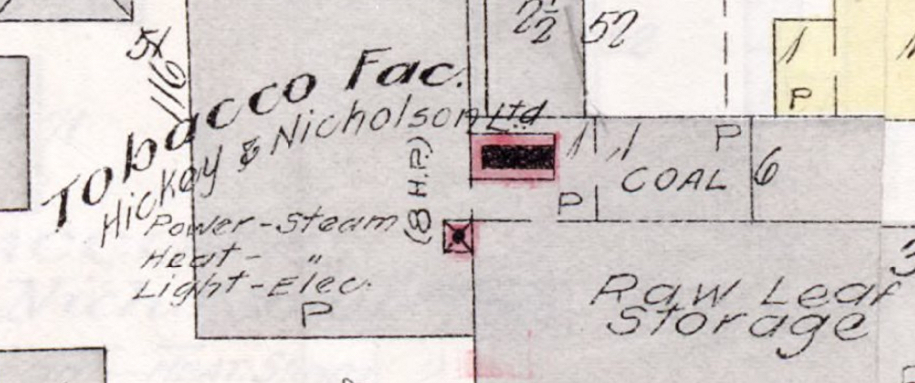 2½
52
51
116
1
P
Tobacco Fac.
Hickey & Nicholson Ltd
(8 H.P.)
1
1
P
COAL
6
P
Power-Steam
Heat- "
Light-Elec.
P
Raw Leaf
Storage
3